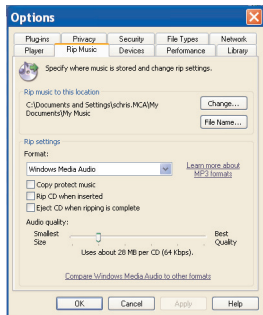 Options
Plug-ins Privacy Security File Types Network
Player Rip Music Devices Performance Library
Specify where music is stored and change rip settings.
Rip music to this location
C:\Documents and Settings\schris.MCA\My
Documents\My Music
Change...
File Name...
Rip settings
Format:
Windows Media Audio
Learn more about
MP3 formats
Copy protect music
Rip CD when inserted
Eject CD when ripping is complete
Audio quality:
Smallest
Size
Best
Quality
Uses about 28 MB per CD (64 Kbps).
Compare Windows Media Audio to other formats
OK Cancel Apply Help